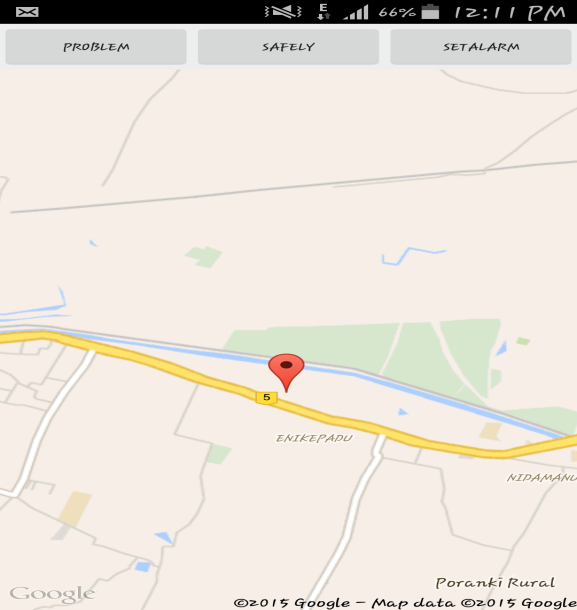 E 66% 12:11 PM
PROBLEM SAFELY SETALARM
5
ENIKEPADU
NIDAMANU
Poranki Rural
Google
©2015 Google - Map data ©2015 Google